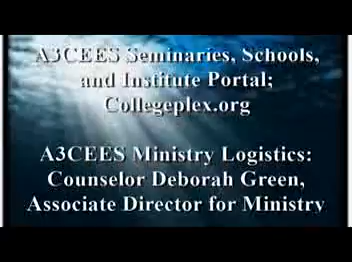 A3CEES Seminaries, Schools,
and Institute Portal;
Collegeplex.org
A3CEES Ministry Logistics:
Counselor Deborah Green,
Associate Director for Ministry